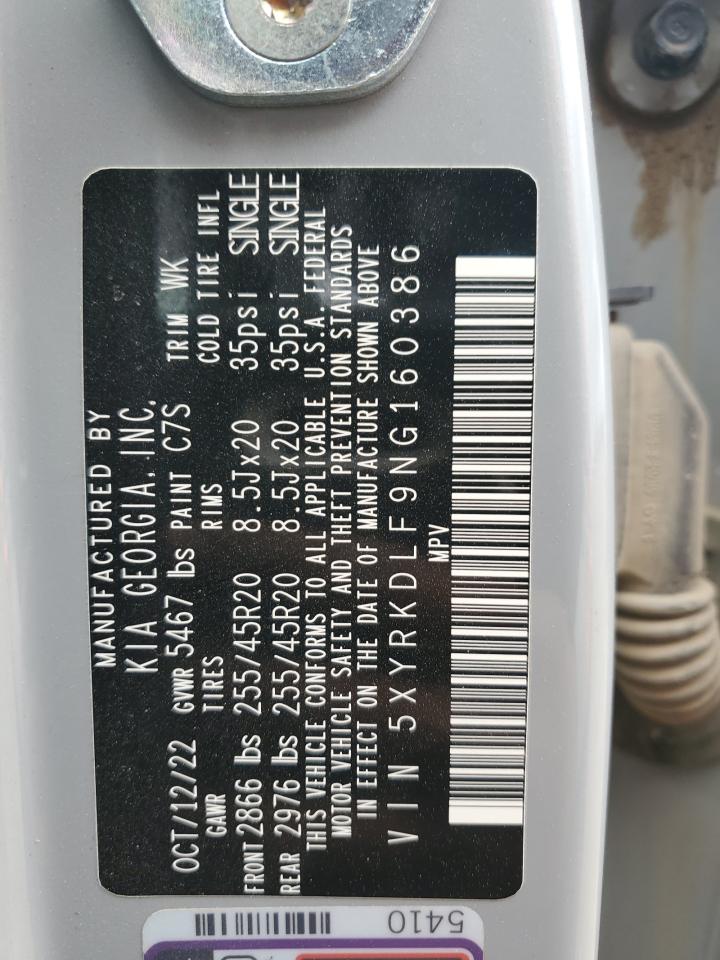 MANUFACTURED BY
KIA GEORGIA, INC.
OCT/12/22 GVWR 5467 lbs PAINT C7S TRIM WK
GAWR TIRES RIMS COLD TIRE INFL
FRONT 2866 lbs 255/45R20 8.5Jx20 35psi SINGLE
REAR 2976 lbs 255/45R20 8.5Jx20 35psi SINGLE
THIS VEHICLE CONFORMS TO ALL APPLICABLE U.S.A. FEDERAL
MOTOR VEHICLE SAFETY AND THEFT PREVENTION STANDARDS
IN EFFECT ON THE DATE OF MANUFACTURE SHOWN ABOVE
VIN 5XYRKDLF9NG160386
MPV
5410